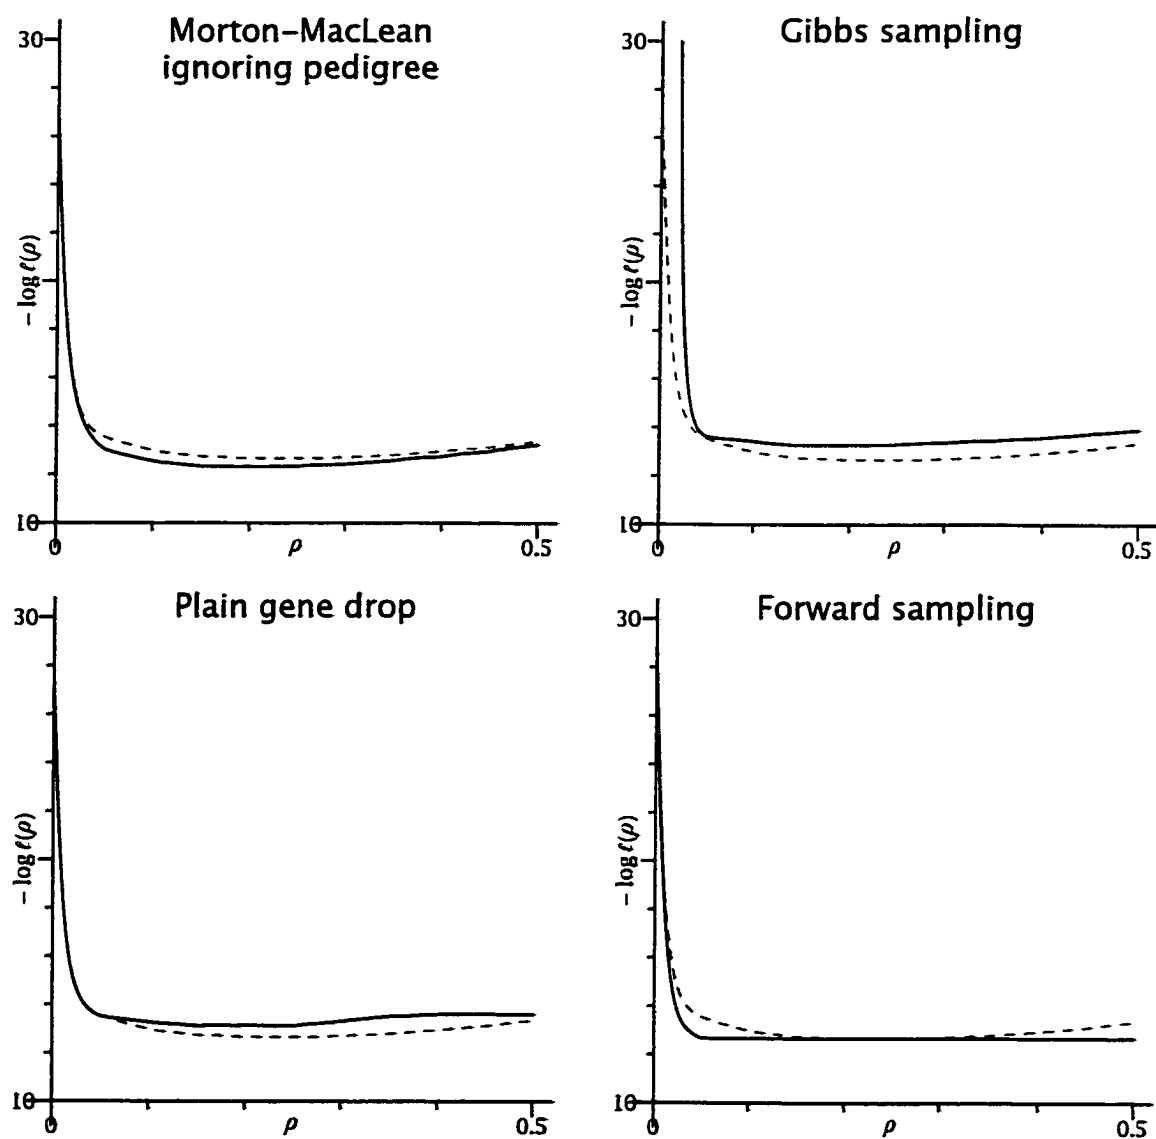 Morton–MacLean
ignoring pedigree
30
− log ℓ(ρ)
10
0
ρ
0.5
Gibbs sampling
30
− log ℓ(ρ)
10
0
ρ
0.5
Plain gene drop
30
− log ℓ(ρ)
10
0
ρ
0.5
Forward sampling
30
− log ℓ(ρ)
10
0
ρ
0.5